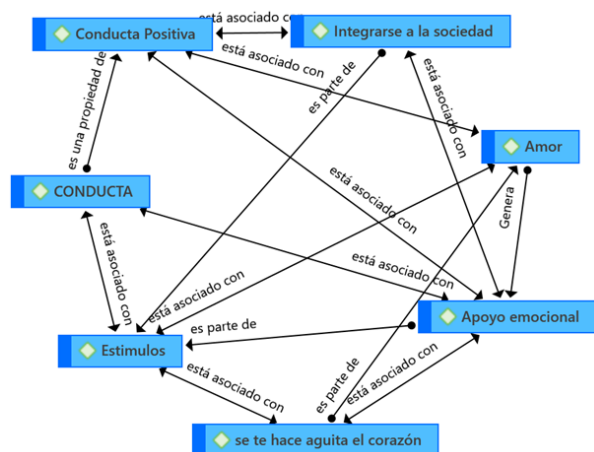 está asociado con
Conducta Positiva
Integrarse a la sociedad
está asociado con
es parte de
está asociado con
es una propiedad de
Amor
CONDUCTA
está asociado con
Genera
está asociado con
está asociado con
está asociado con
Apoyo emocional
es parte de
Estimulos
es parte de
está asociado con
está asociado con
se te hace aguita el corazón